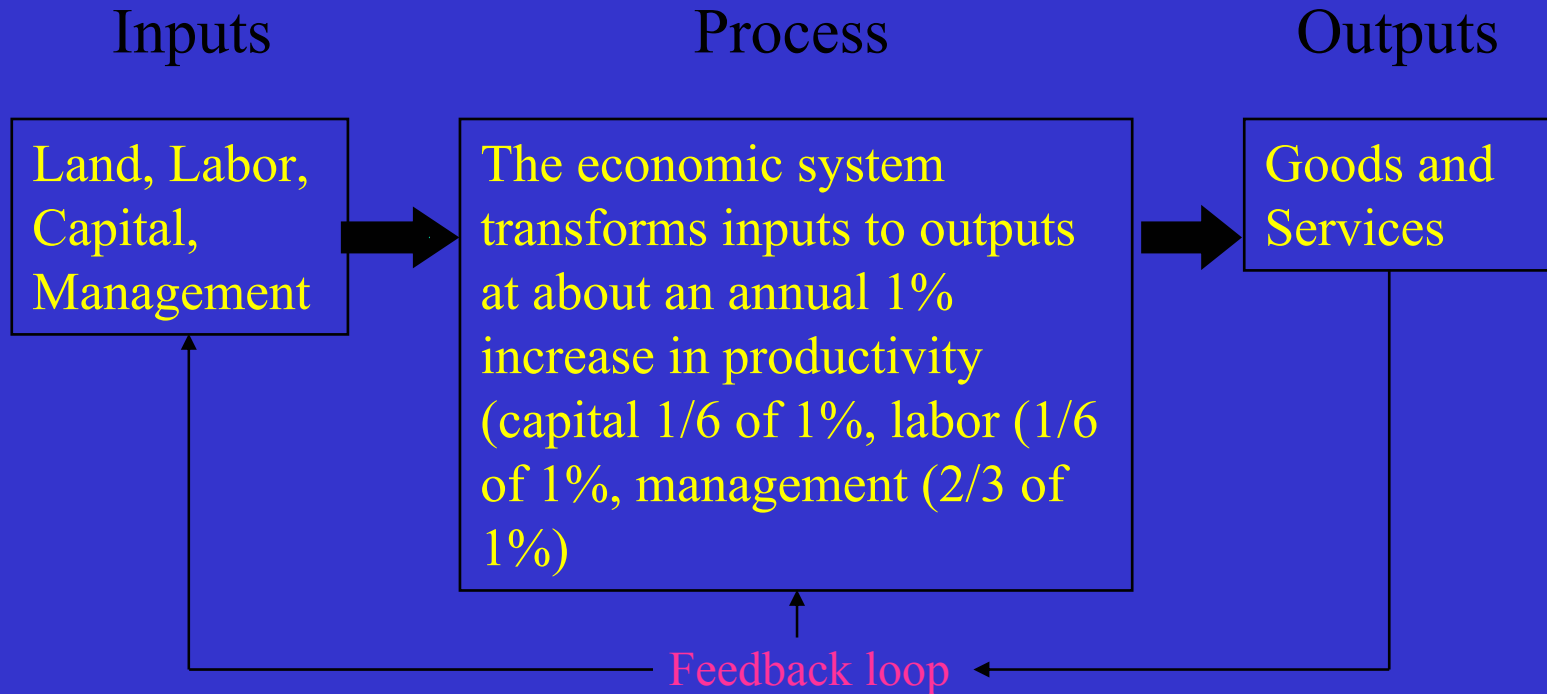 Inputs
Process
Outputs
Land, Labor,
Capital,
Management
The economic system
transforms inputs to outputs
at about an annual 1%
increase in productivity
(capital 1/6 of 1%, labor (1/6
of 1%, management (2/3 of
1%)
Goods and
Services
Feedback loop